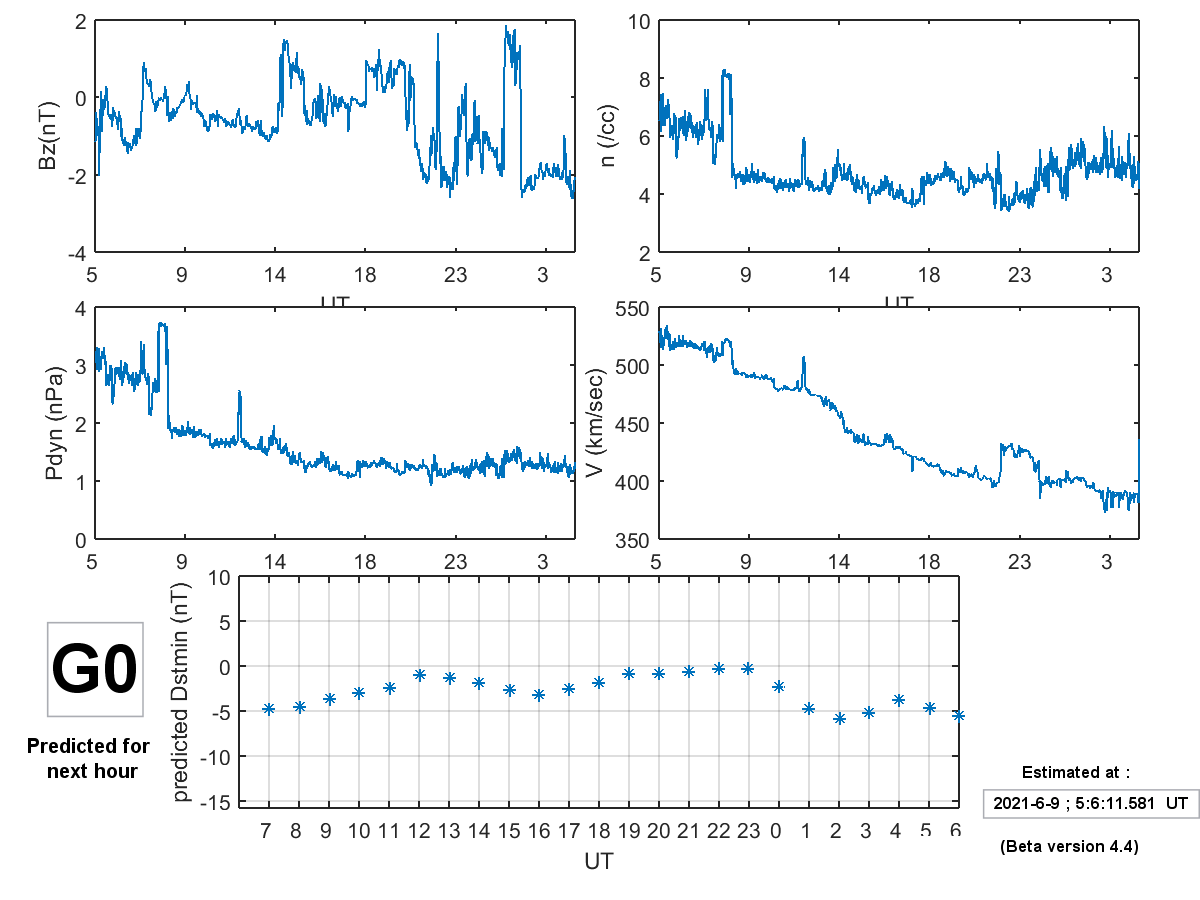 2
0
-2
-4
Bz(nT)
5 9 14 18 23 3
UT
10
8
6
4
2
n (/cc)
5 9 14 18 23 3
UT
4
3
2
1
0
Pdyn (nPa)
5 9 14 18 23 3
550
500
450
400
350
V (km/sec)
5 9 14 18 23 3
10
5
0
-5
-10
-15
predicted Dstmin (nT)
7 8 9 10 11 12 13 14 15 16 17 18 19 20 21 22 23 0 1 2 3 4 5 6
UT
G0
Predicted for
next hour
Estimated at :
2021-6-9 ; 5:6:11.581 UT
(Beta version 4.4)